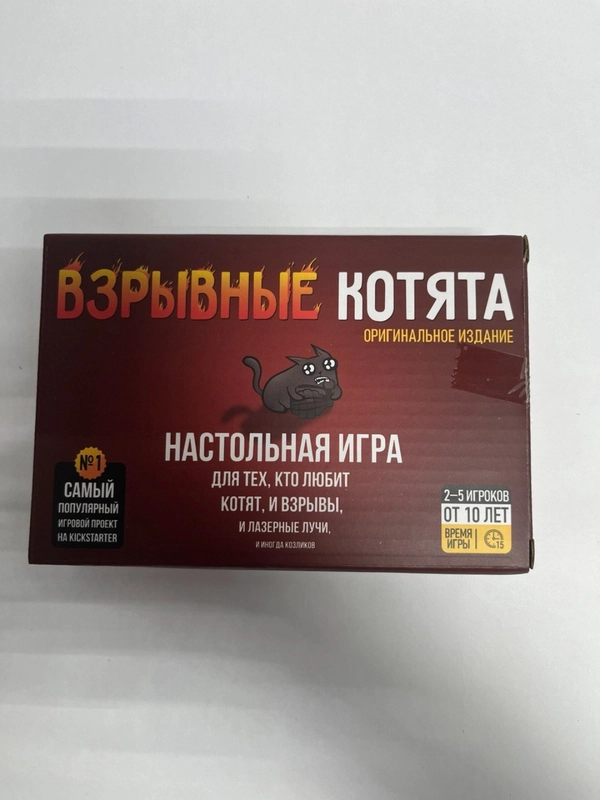 ВЗРЫВНЫЕ КОТЯТА
ОРИГИНАЛЬНОЕ ИЗДАНИЕ
НАСТОЛЬНАЯ ИГРА
ДЛЯ ТЕХ, КТО ЛЮБИТ
КОТЯТ, И ВЗРЫВЫ,
И ЛАЗЕРНЫЕ ЛУЧИ,
И ИНОГДА КОЗЛИКОВ
№1
САМЫЙ
ПОПУЛЯРНЫЙ
ИГРОВОЙ ПРОЕКТ
НА KICKSTARTER
2–5 ИГРОКОВ
ОТ 10 ЛЕТ
ВРЕМЯ
ИГРЫ
15